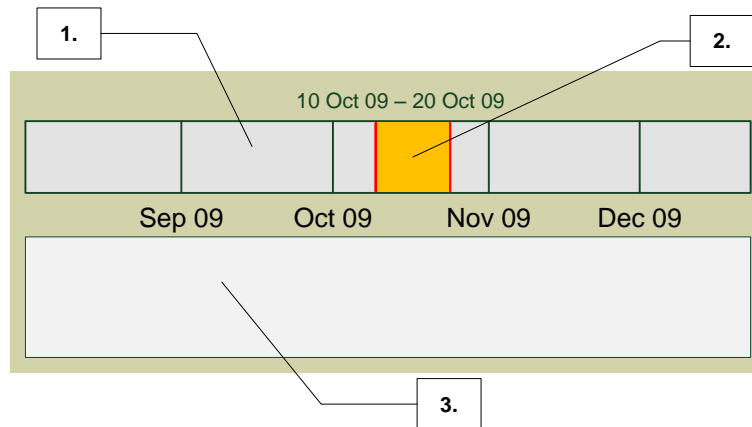 1.
2.
10 Oct 09 – 20 Oct 09
Sep 09
Oct 09
Nov 09
Dec 09
3.